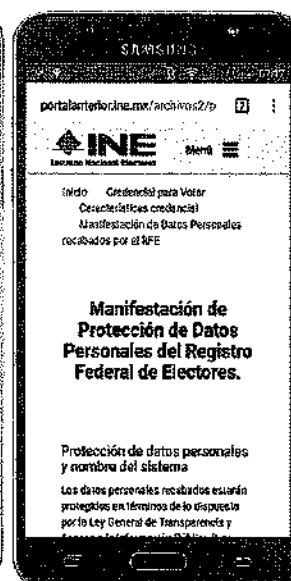 SAMSUNG
portalanterior.ine.mx/archivos2/p
2
INE
Instituto Nacional Electoral
Menú
Inicio Credencial para Votar
Características credencial
Manifestación de Datos Personales
recabados por el RFE
Manifestación de
Protección de Datos
Personales del Registro
Federal de Electores.
Protección de datos personales
y nombre del sistema
Los datos personales recabados estarán
protegidos en términos de lo dispuesto
por la Ley General de Transparencia y